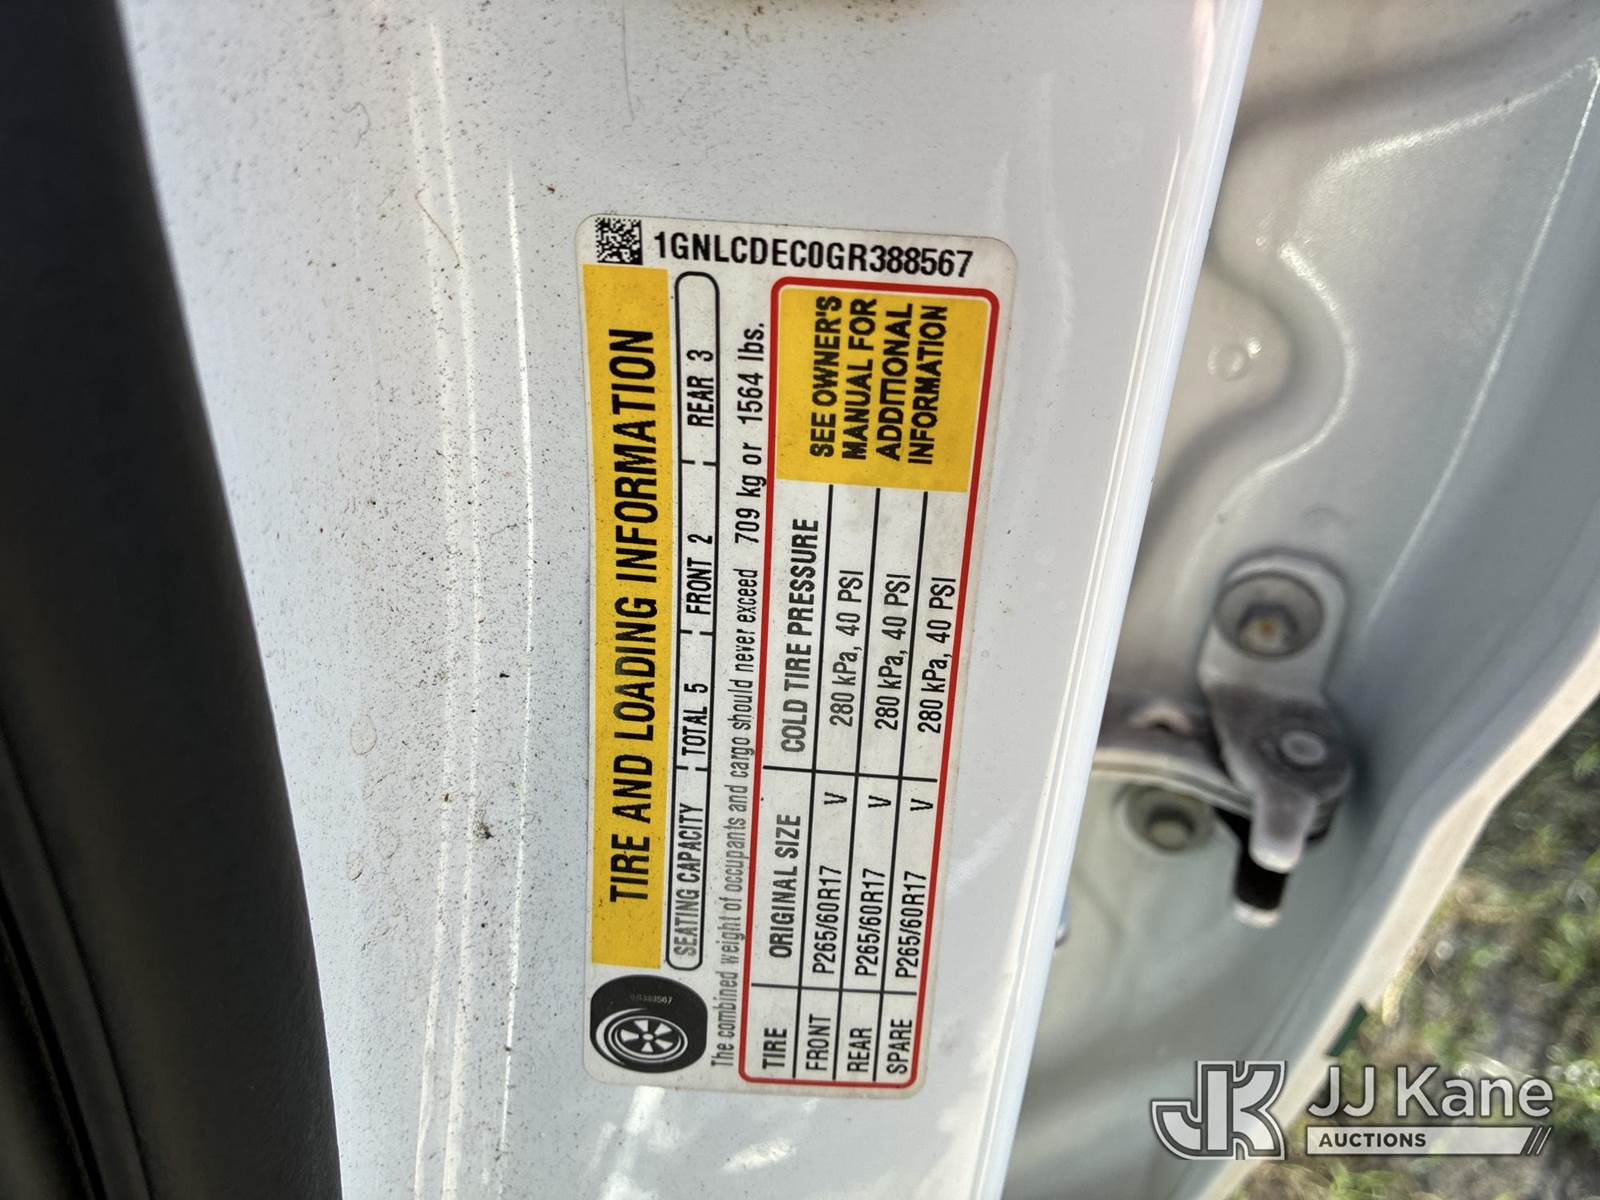 1GNLCDEC0GR388567
TIRE AND LOADING INFORMATION
SEATING CAPACITY TOTAL 5 FRONT 2 REAR 3
The combined weight of occupants and cargo should never exceed 709 kg or 1564 lbs.
TIRE ORIGINAL SIZE COLD TIRE PRESSURE
FRONT P265/60R17 V 280 kPa, 40 PSI
REAR P265/60R17 V 280 kPa, 40 PSI
SPARE P265/60R17 V 280 kPa, 40 PSI
SEE OWNER'S
MANUAL FOR
ADDITIONAL
INFORMATION
JK JJ Kane
AUCTIONS